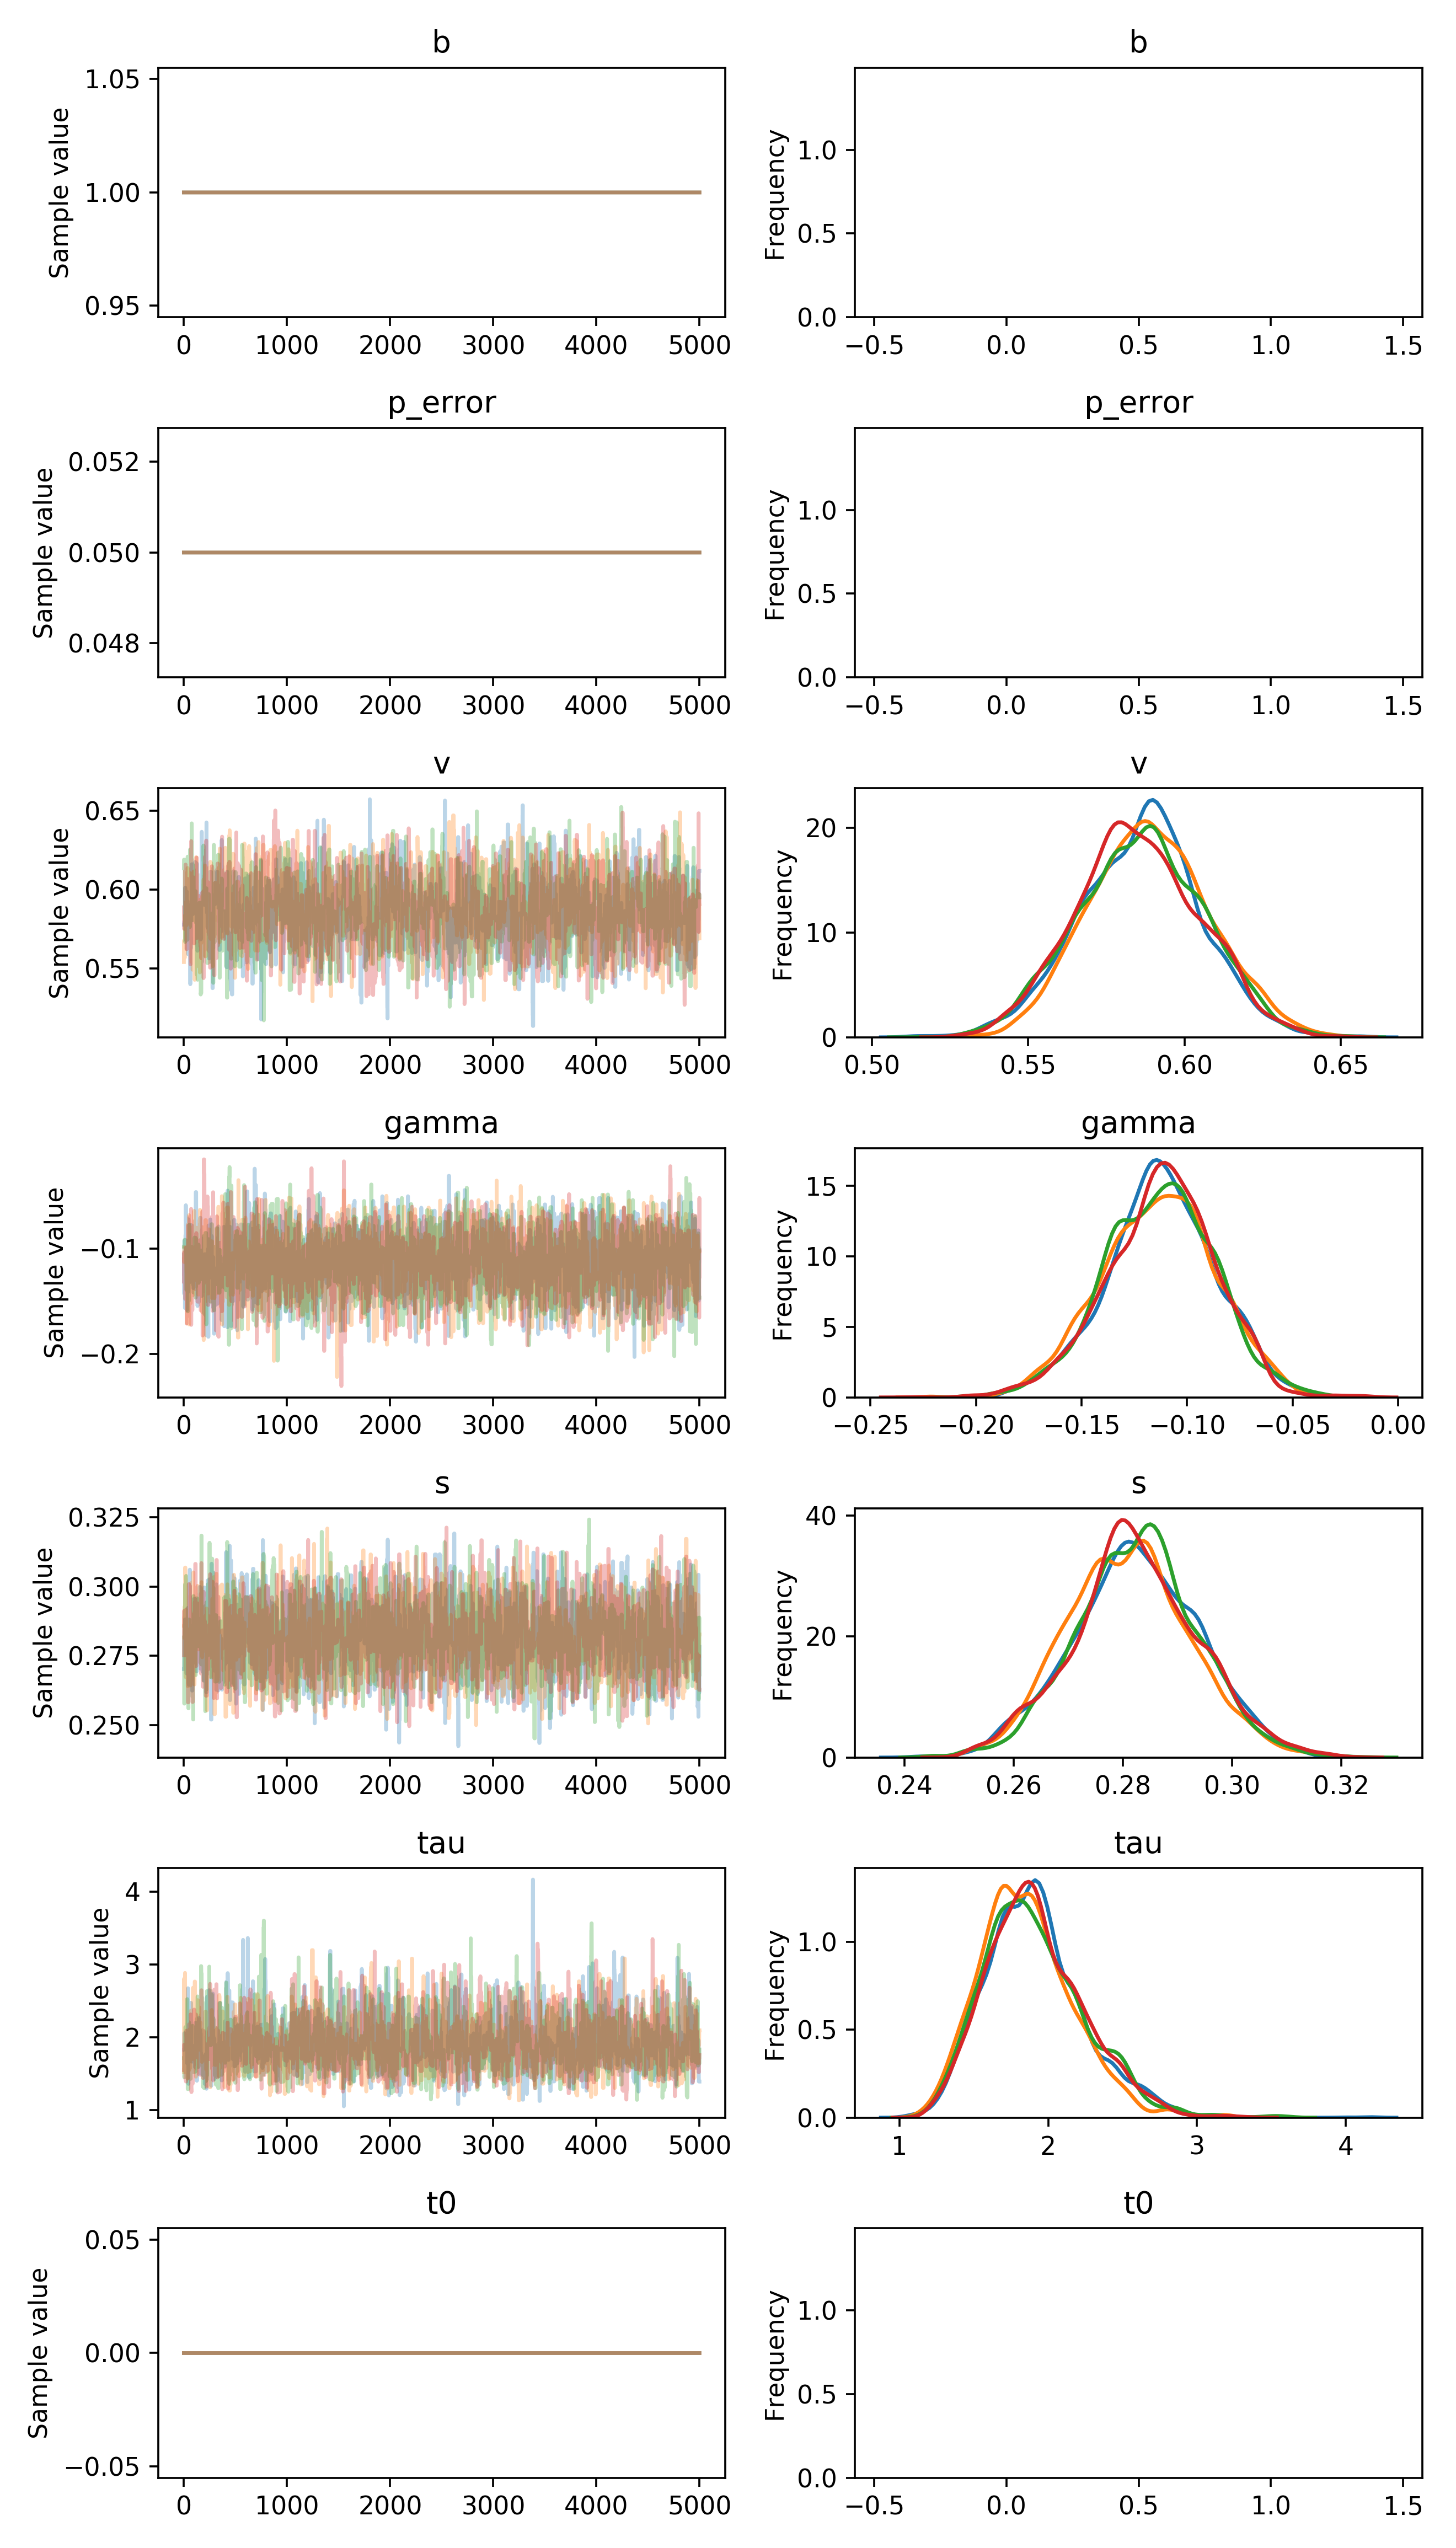 b
b
Sample value
1.05
1.00
0.95
0 1000 2000 3000 4000 5000
Frequency
1.0
0.5
0.0
−0.5 0.0 0.5 1.0 1.5
p_error
p_error
Sample value
0.052
0.050
0.048
0 1000 2000 3000 4000 5000
Frequency
1.0
0.5
0.0
−0.5 0.0 0.5 1.0 1.5
v
v
Sample value
0.65
0.60
0.55
0 1000 2000 3000 4000 5000
Frequency
20
10
0
0.50 0.55 0.60 0.65
gamma
gamma
Sample value
−0.1
−0.2
0 1000 2000 3000 4000 5000
Frequency
15
10
5
0
−0.25 −0.20 −0.15 −0.10 −0.05 0.00
s
s
Sample value
0.325
0.300
0.275
0.250
0 1000 2000 3000 4000 5000
Frequency
40
20
0
0.24 0.26 0.28 0.30 0.32
tau
tau
Sample value
4
3
2
1
0 1000 2000 3000 4000 5000
Frequency
1.0
0.5
0.0
1 2 3 4
t0
t0
Sample value
0.05
0.00
−0.05
0 1000 2000 3000 4000 5000
Frequency
1.0
0.5
0.0
−0.5 0.0 0.5 1.0 1.5